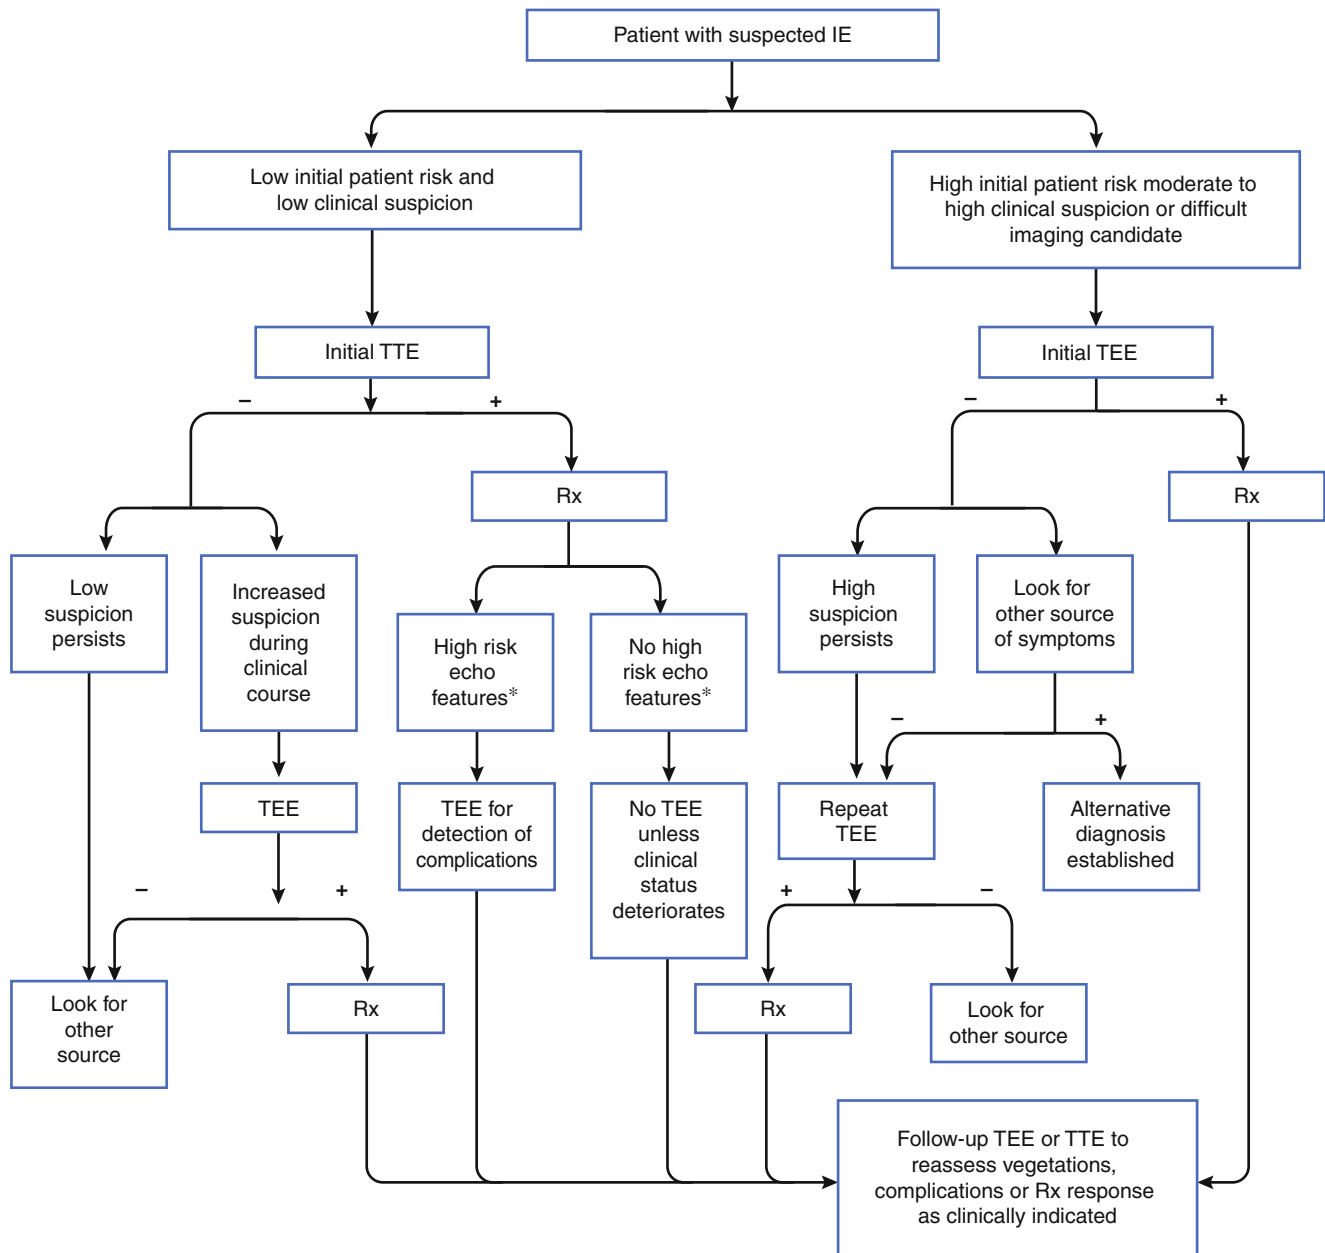 Patient with suspected IE
Low initial patient risk and
low clinical suspicion
High initial patient risk moderate to
high clinical suspicion or difficult
imaging candidate
Initial TTE
Initial TEE
–
+
–
+
Rx
Rx
Low
suspicion
persists
Increased
suspicion
during
clinical
course
High risk
echo
features*
No high
risk echo
features*
High
suspicion
persists
Look for
other source
of symptoms
–
+
TEE
TEE for
detection of
complications
No TEE
unless
clinical
status
deteriorates
Repeat
TEE
Alternative
diagnosis
established
–
+
+
–
Look for
other
source
Rx
Rx
Look for
other source
Follow-up TEE or TTE to
reassess vegetations,
complications or Rx response
as clinically indicated